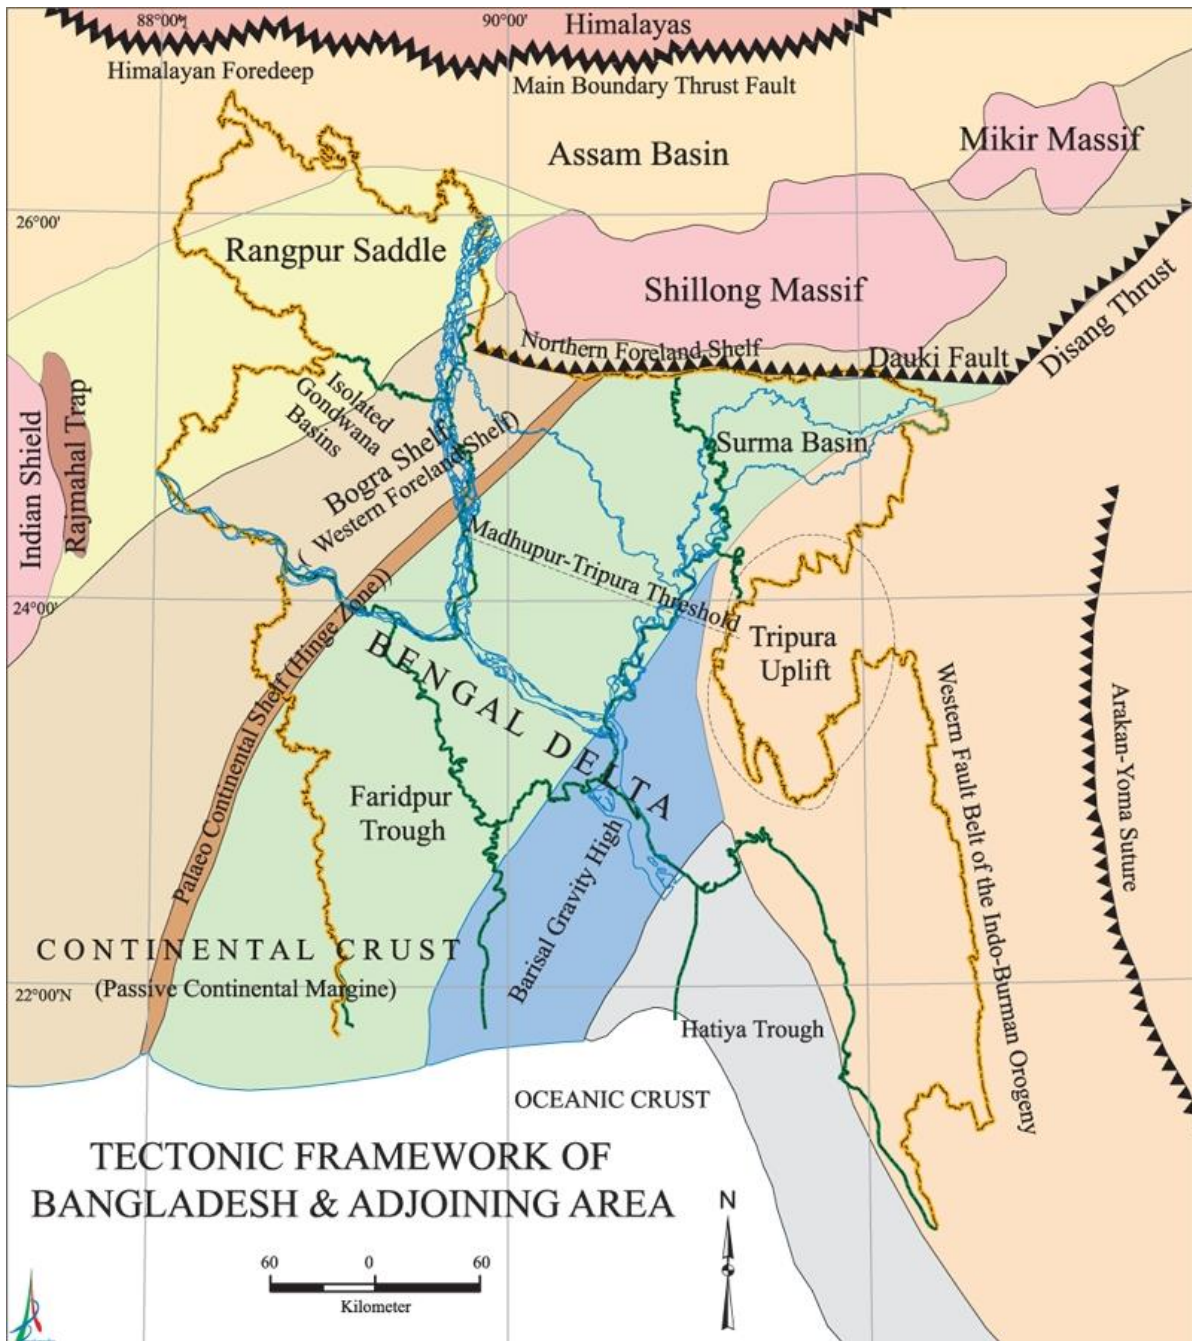 88°00'
90°00'
Himalayas
Himalayan Foredeep
Main Boundary Thrust Fault
Assam Basin
Mikir Massif
26°00'
Rangpur Saddle
Shillong Massif
Disang Thrust
Northern Foreland Shelf
Dauki Fault
Indian Shield
Rajmahal Trap
Isolated
Gondwana
Basins
Bogra Shelf
( Western Foreland Shelf)
Surma Basin
Madhupur-Tripura Threshold
24°00'
Palaeo Continental Shelf (Hinge Zone))
BENGAL DELTA
Tripura
Uplift
Western Fault Belt of the Indo-Burman Orogeny
Arakan-Yoma Suture
Faridpur
Trough
Barisal Gravity High
CONTINENTAL CRUST
(Passive Continental Margine)
22°00'N
Hatiya Trough
OCEANIC CRUST
TECTONIC FRAMEWORK OF
BANGLADESH & ADJOINING AREA
N
60 0 60
Kilometer